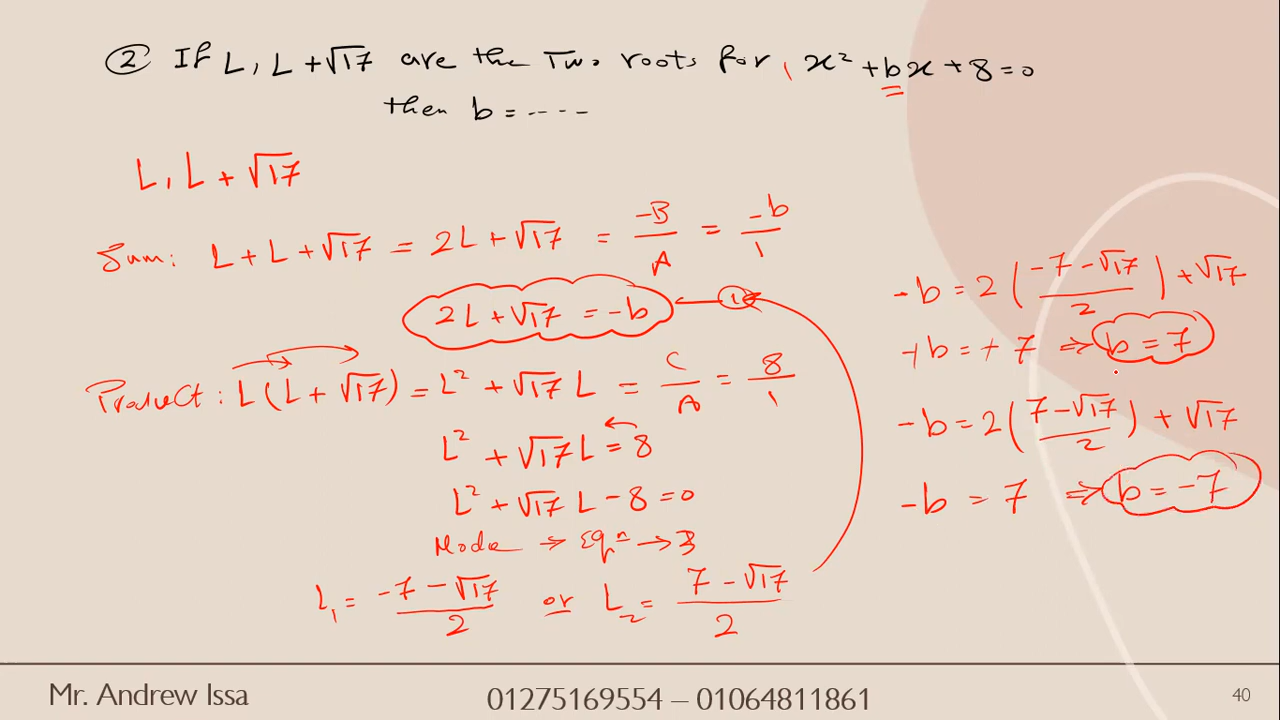 ② If L, L + √17 are the Two roots for 1 x² + bx + 8 = 0
then b = ----
L, L + √17
Sum: L + L + √17 = 2L + √17 = -B/A = -b/1
2L + √17 = -b ← ①
Product: L(L + √17) = L² + √17 L = C/A = 8/1
L² + √17 L = 8
L² + √17 L - 8 = 0
Mode → Eqⁿ → 3
L₁ = (-7 - √17)/2 or L₂ = (7 - √17)/2
-b = 2((-7 - √17)/2) + √17
+b = +7 ⇒ b = 7
-b = 2((7 - √17)/2) + √17
-b = 7 ⇒ b = -7
Mr. Andrew Issa 01275169554 – 01064811861 40